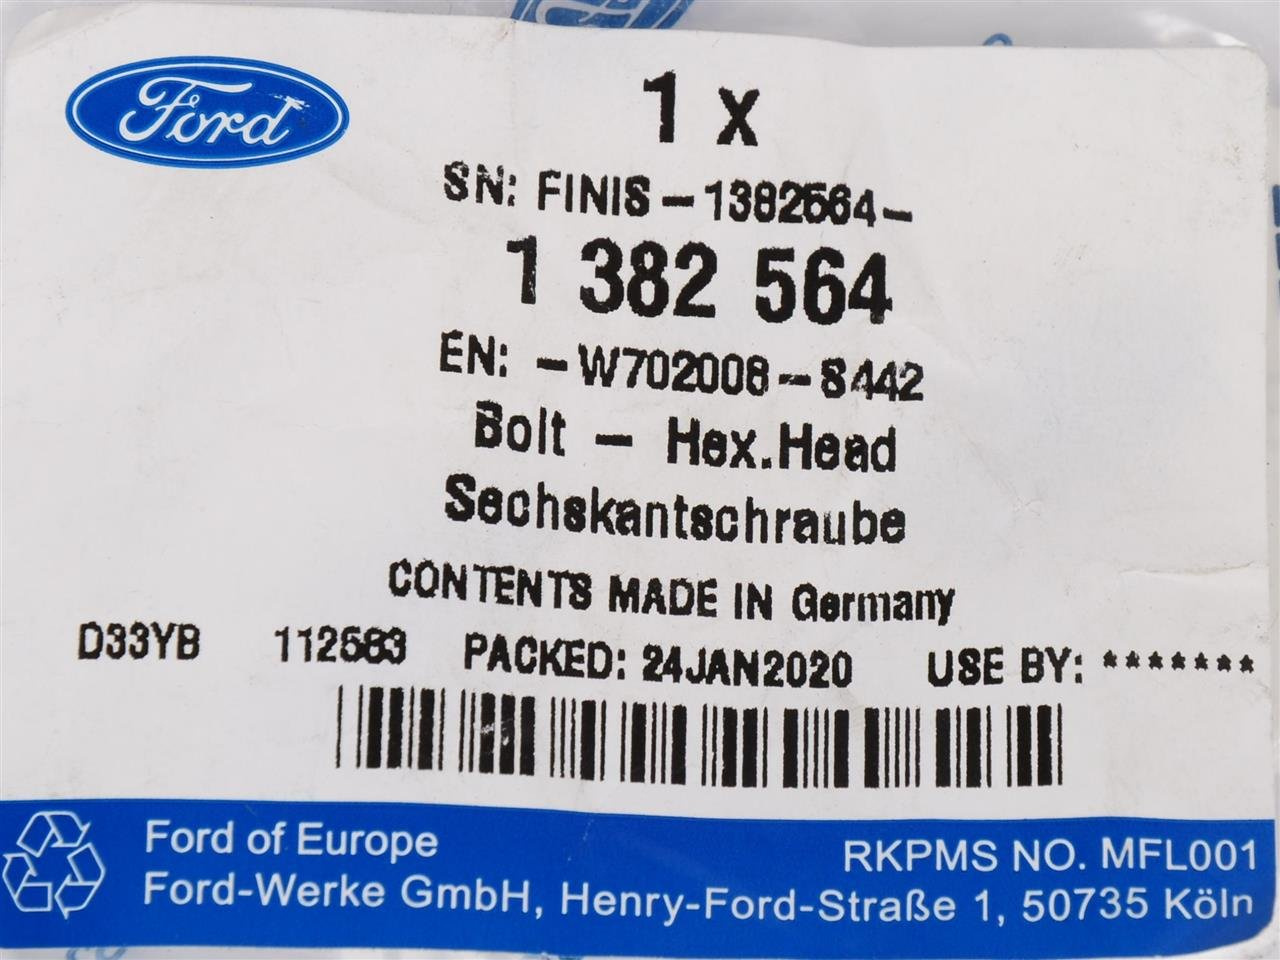 Ford
1 x
SN: FINIS-1382564-
1 382 564
EN: -W702006-S442
Bolt - Hex.Head
Sechskantschraube
CONTENTS MADE IN Germany
D33YB 112563 PACKED: 24JAN2020 USE BY: *******
Ford of Europe
RKPMS NO. MFL001
Ford-Werke GmbH, Henry-Ford-Straße 1, 50735 Köln